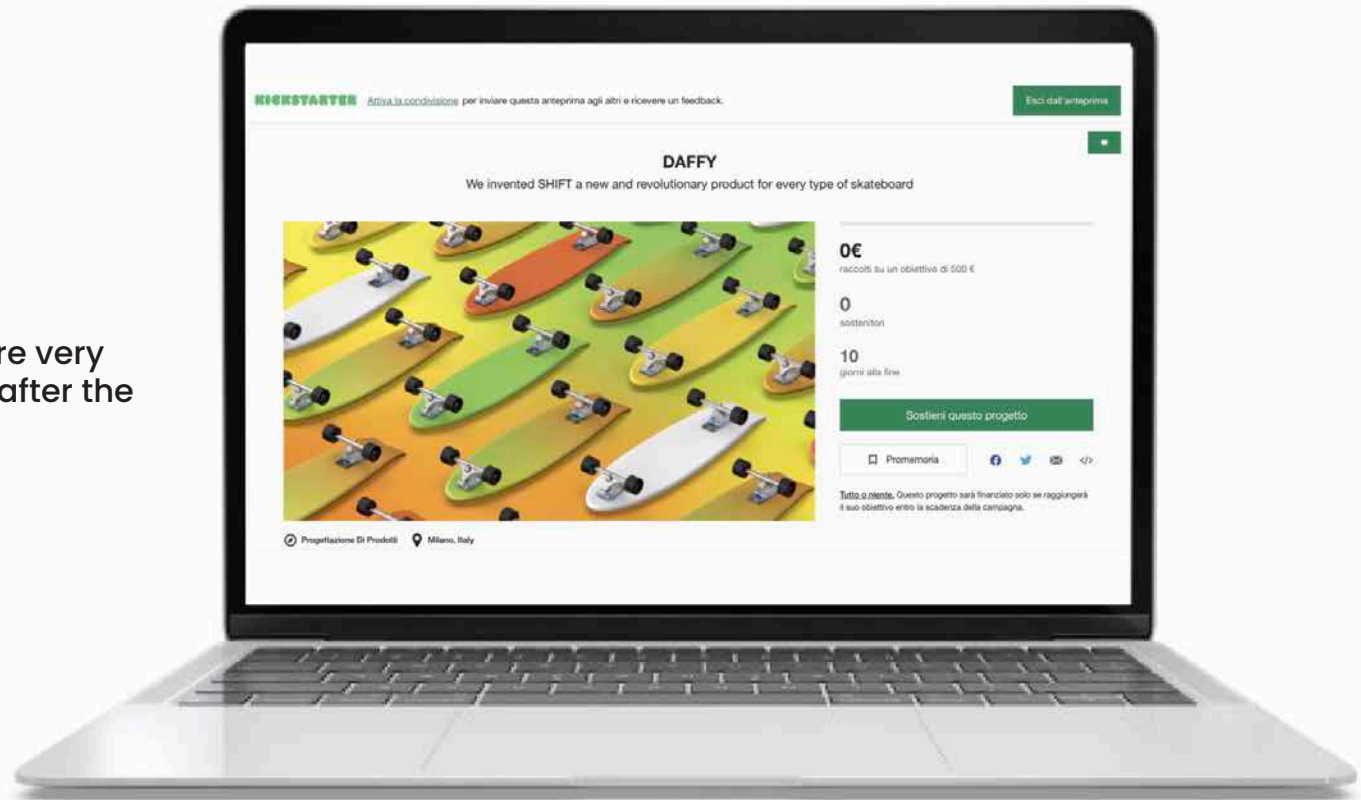 re very
after the
KICKSTARTER Attiva la condivisione per inviare questa anteprima agli altri e ricevere un feedback.
Esci dall'anteprima
DAFFY
We invented SHIFT a new and revolutionary product for every type of skateboard
0€
raccolti su un obiettivo di 500 €
0
sostenitori
10
giorni alla fine
Sostieni questo progetto
Promemoria
</>
Tutto o niente. Questo progetto sarà finanziato solo se raggiungerà
il suo obiettivo entro la scadenza della campagna.
Progettazione Di Prodotti Milano, Italy